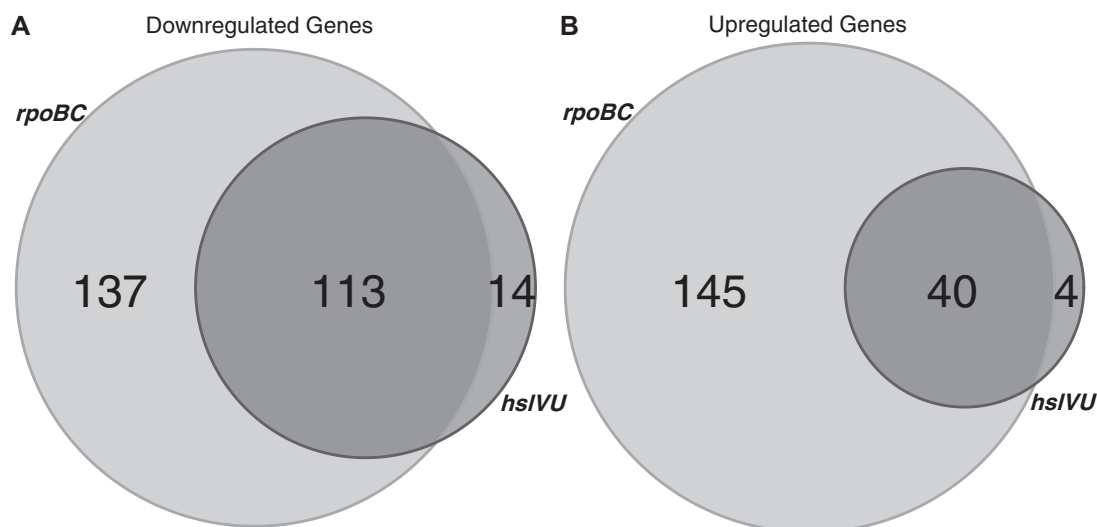 A Downregulated Genes
rpoBC
137 113 14
hslVU
B Upregulated Genes
rpoBC
145 40 4
hslVU